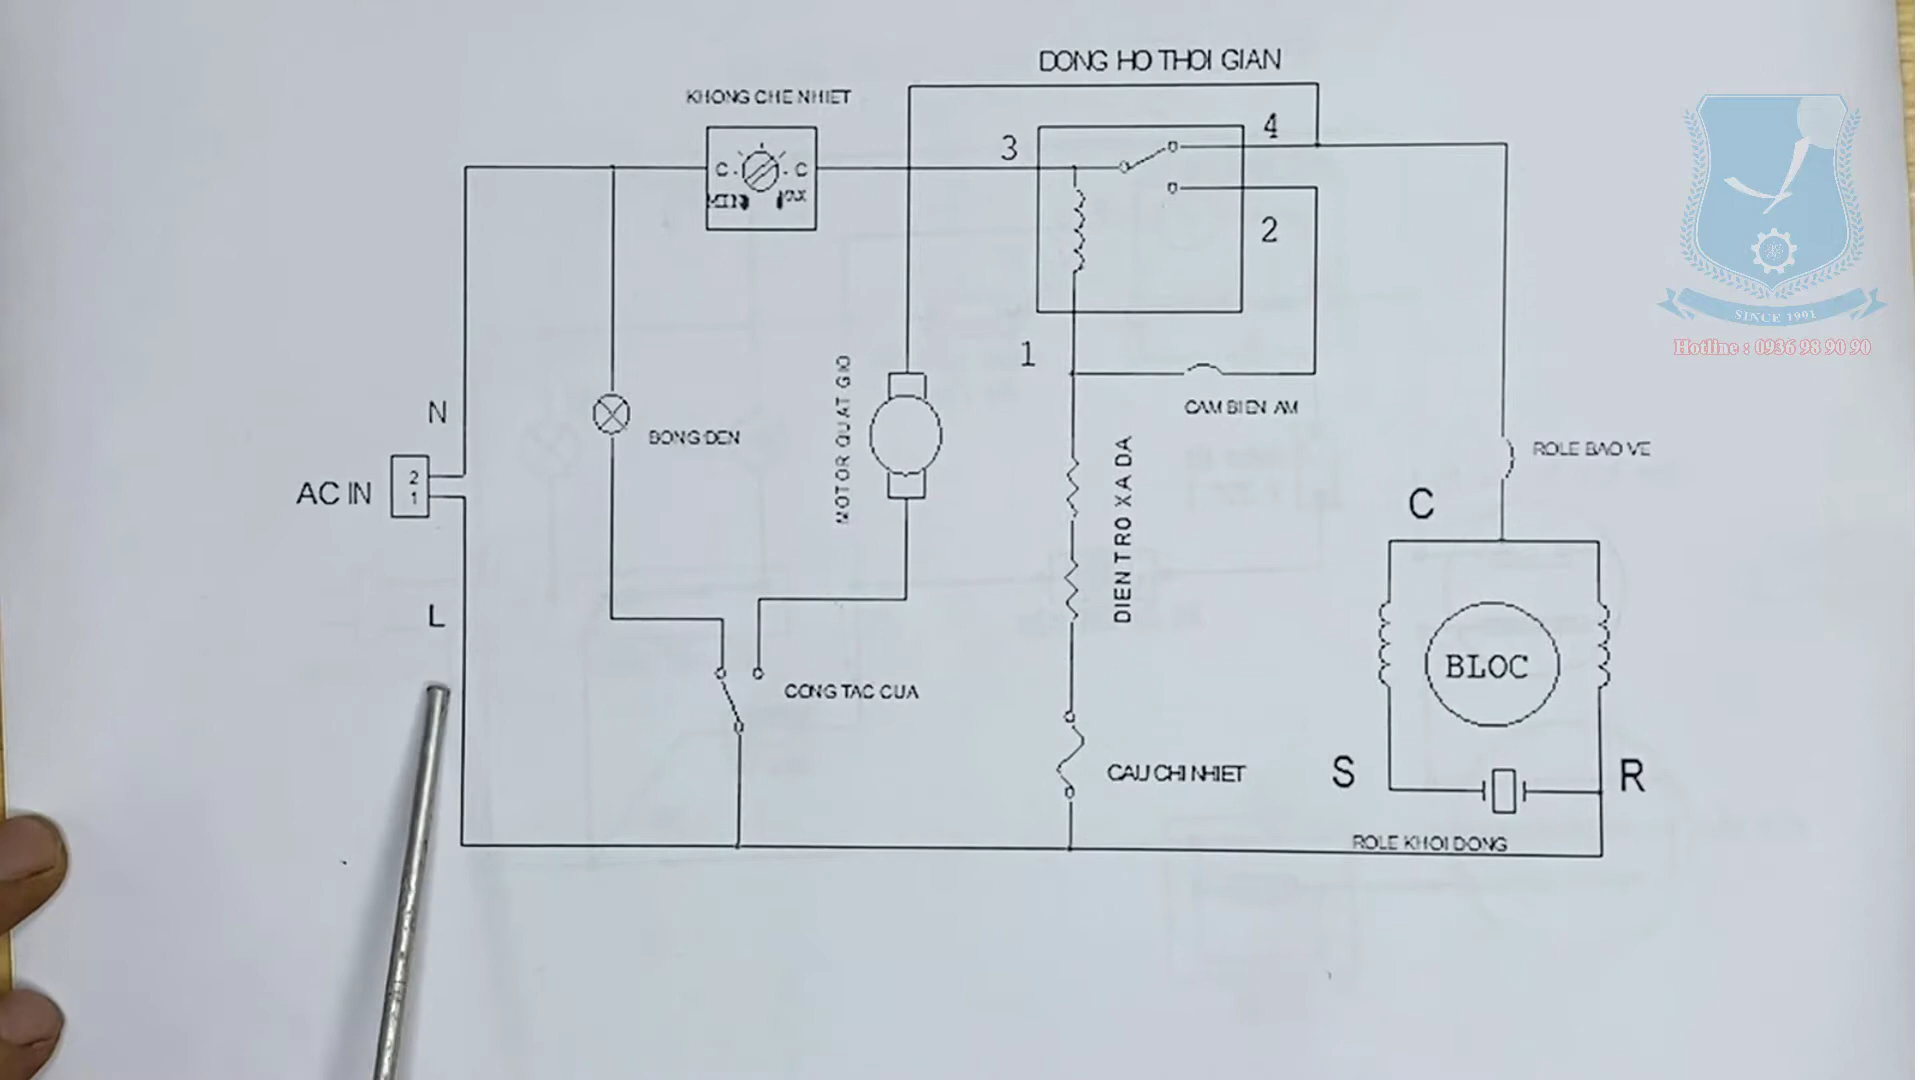 DONG HO THOI GIAN
KHONG CHE NHIET
3
4
C
C
MIN
MAX
2
1
N
MOTOR QUAT GIO
BONG DEN
CAM BIEN AM
AC IN
2
1
DIEN TRO XA DA
ROLE BAO VE
C
L
BLOC
CONG TAC CUA
CAU CHI NHIET
S
R
ROLE KHOI DONG
SINCE 1991
Hotline : 0936 98 90 90